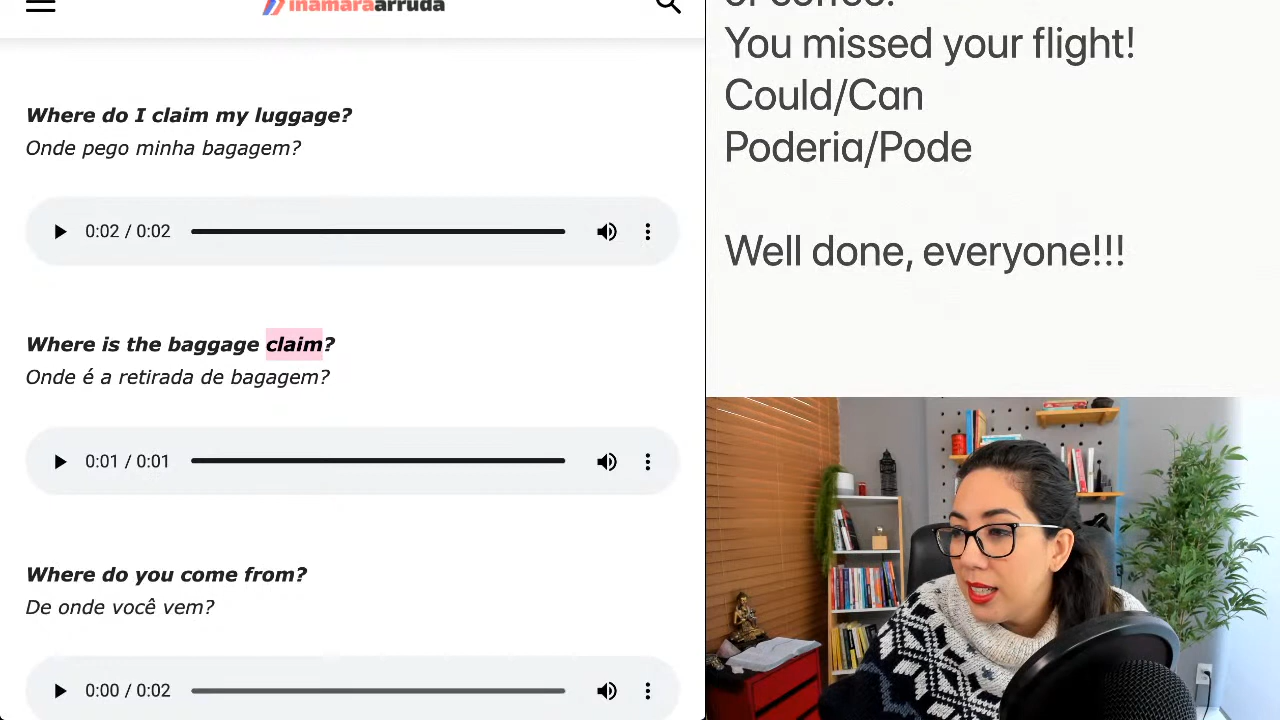 inamaraarruda
Where do I claim my luggage?
Onde pego minha bagagem?
0:02 / 0:02
Where is the baggage claim?
Onde é a retirada de bagagem?
0:01 / 0:01
Where do you come from?
De onde você vem?
0:00 / 0:02
You missed your flight!
Could/Can
Poderia/Pode
Well done, everyone!!!